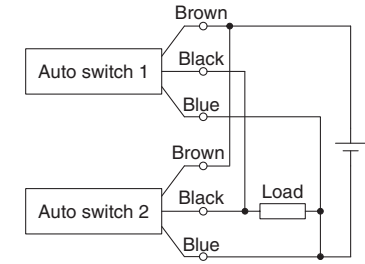 Brown
Auto switch 1
Black
Blue
Brown
Auto switch 2
Black
Load
Blue